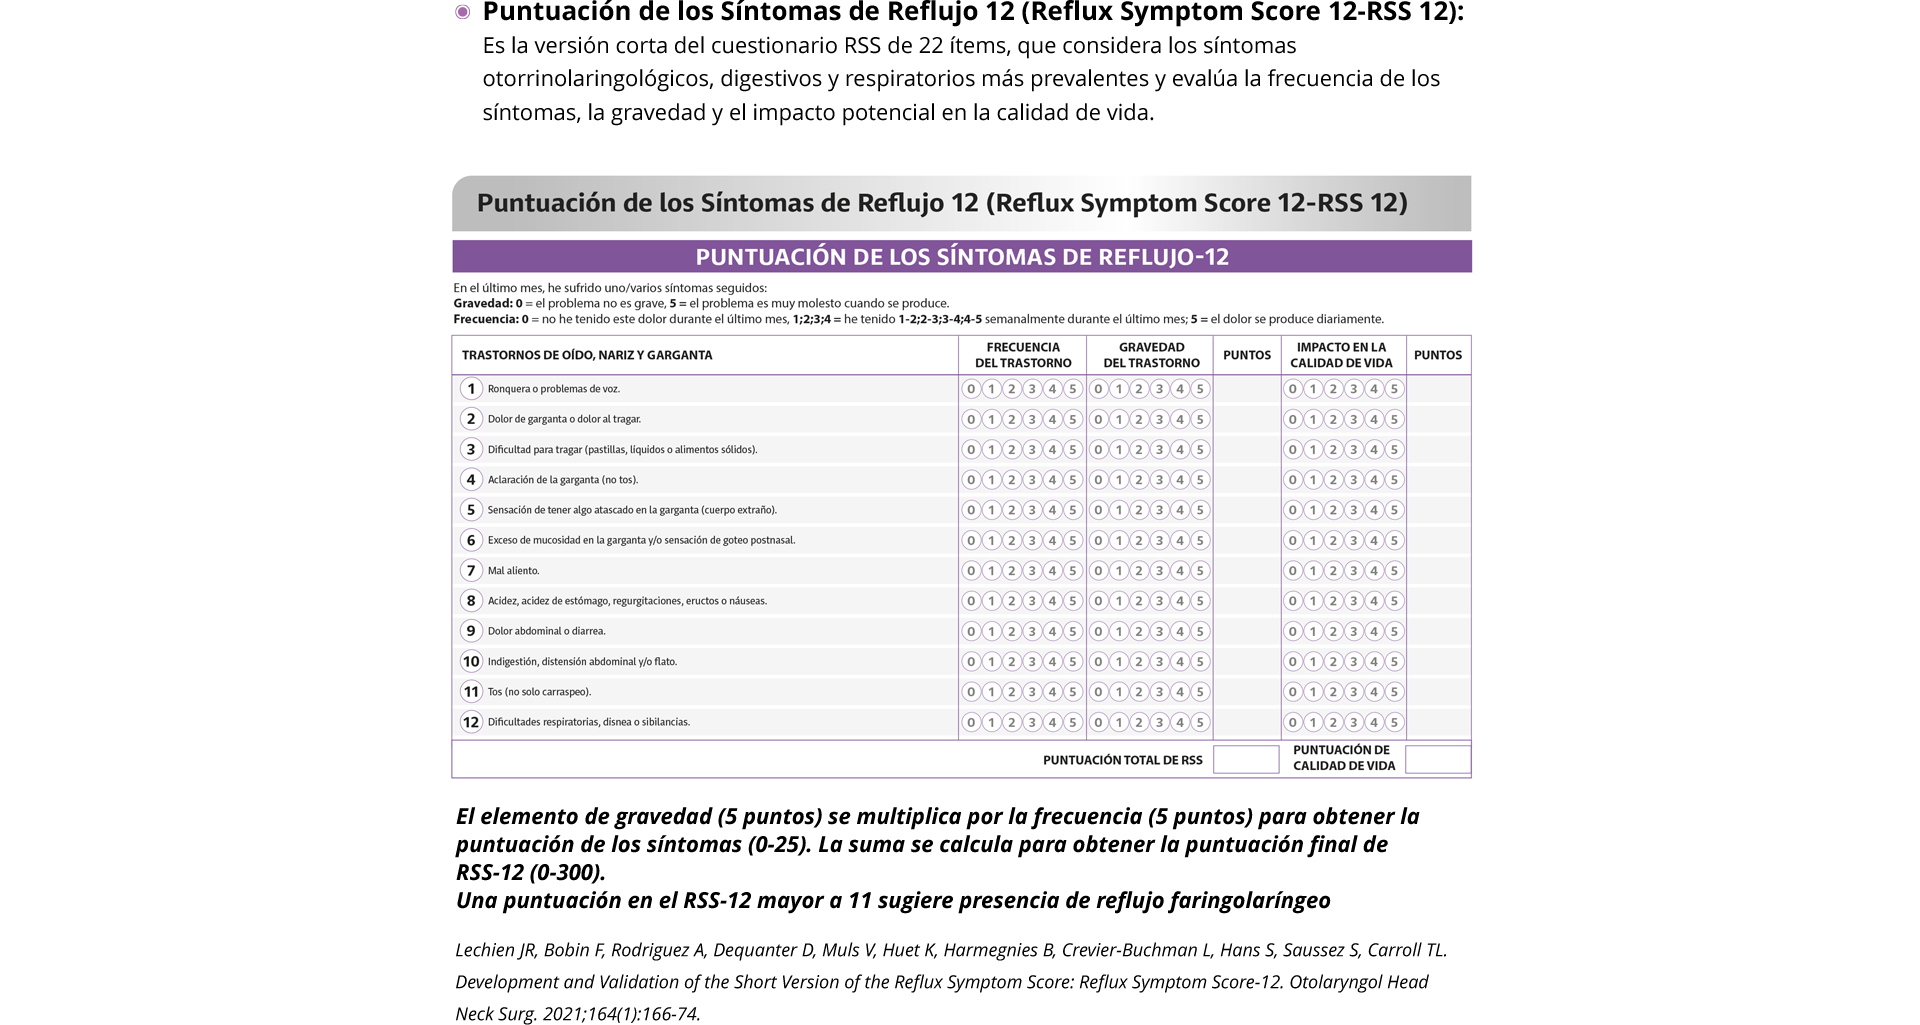 Puntuación de los Síntomas de Reflujo 12 (Reflux Symptom Score 12-RSS 12):
Es la versión corta del cuestionario RSS de 22 ítems, que considera los síntomas
otorrinolaringológicos, digestivos y respiratorios más prevalentes y evalúa la frecuencia de los
síntomas, la gravedad y el impacto potencial en la calidad de vida.
Puntuación de los Síntomas de Reflujo 12 (Reflux Symptom Score 12-RSS 12)
PUNTUACIÓN DE LOS SÍNTOMAS DE REFLUJO-12
En el último mes, he sufrido uno/varios síntomas seguidos:
Gravedad: 0 = el problema no es grave, 5 = el problema es muy molesto cuando se produce.
Frecuencia: 0 = no he tenido este dolor durante el último mes, 1;2;3;4 = he tenido 1-2;2-3;3-4;4-5 semanalmente durante el último mes; 5 = el dolor se produce diariamente.
TRASTORNOS DE OÍDO, NARIZ Y GARGANTA FRECUENCIA DEL TRASTORNO GRAVEDAD DEL TRASTORNO PUNTOS IMPACTO EN LA CALIDAD DE VIDA PUNTOS
1 Ronquera o problemas de voz. 0 1 2 3 4 5 0 1 2 3 4 5 0 1 2 3 4 5
2 Dolor de garganta o dolor al tragar. 0 1 2 3 4 5 0 1 2 3 4 5 0 1 2 3 4 5
3 Dificultad para tragar (pastillas, líquidos o alimentos sólidos). 0 1 2 3 4 5 0 1 2 3 4 5 0 1 2 3 4 5
4 Aclaración de la garganta (no tos). 0 1 2 3 4 5 0 1 2 3 4 5 0 1 2 3 4 5
5 Sensación de tener algo atascado en la garganta (cuerpo extraño). 0 1 2 3 4 5 0 1 2 3 4 5 0 1 2 3 4 5
6 Exceso de mucosidad en la garganta y/o sensación de goteo postnasal. 0 1 2 3 4 5 0 1 2 3 4 5 0 1 2 3 4 5
7 Mal aliento. 0 1 2 3 4 5 0 1 2 3 4 5 0 1 2 3 4 5
8 Acidez, acidez de estómago, regurgitaciones, eructos o náuseas. 0 1 2 3 4 5 0 1 2 3 4 5 0 1 2 3 4 5
9 Dolor abdominal o diarrea. 0 1 2 3 4 5 0 1 2 3 4 5 0 1 2 3 4 5
10 Indigestión, distensión abdominal y/o flato. 0 1 2 3 4 5 0 1 2 3 4 5 0 1 2 3 4 5
11 Tos (no solo carraspeo). 0 1 2 3 4 5 0 1 2 3 4 5 0 1 2 3 4 5
12 Dificultades respiratorias, disnea o sibilancias. 0 1 2 3 4 5 0 1 2 3 4 5 0 1 2 3 4 5
PUNTUACIÓN TOTAL DE RSS PUNTUACIÓN DE CALIDAD DE VIDA
El elemento de gravedad (5 puntos) se multiplica por la frecuencia (5 puntos) para obtener la
puntuación de los síntomas (0-25). La suma se calcula para obtener la puntuación final de
RSS-12 (0-300).
Una puntuación en el RSS-12 mayor a 11 sugiere presencia de reflujo faringolaríngeo
Lechien JR, Bobin F, Rodriguez A, Dequanter D, Muls V, Huet K, Harmegnies B, Crevier-Buchman L, Hans S, Saussez S, Carroll TL.
Development and Validation of the Short Version of the Reflux Symptom Score: Reflux Symptom Score-12. Otolaryngol Head
Neck Surg. 2021;164(1):166-74.